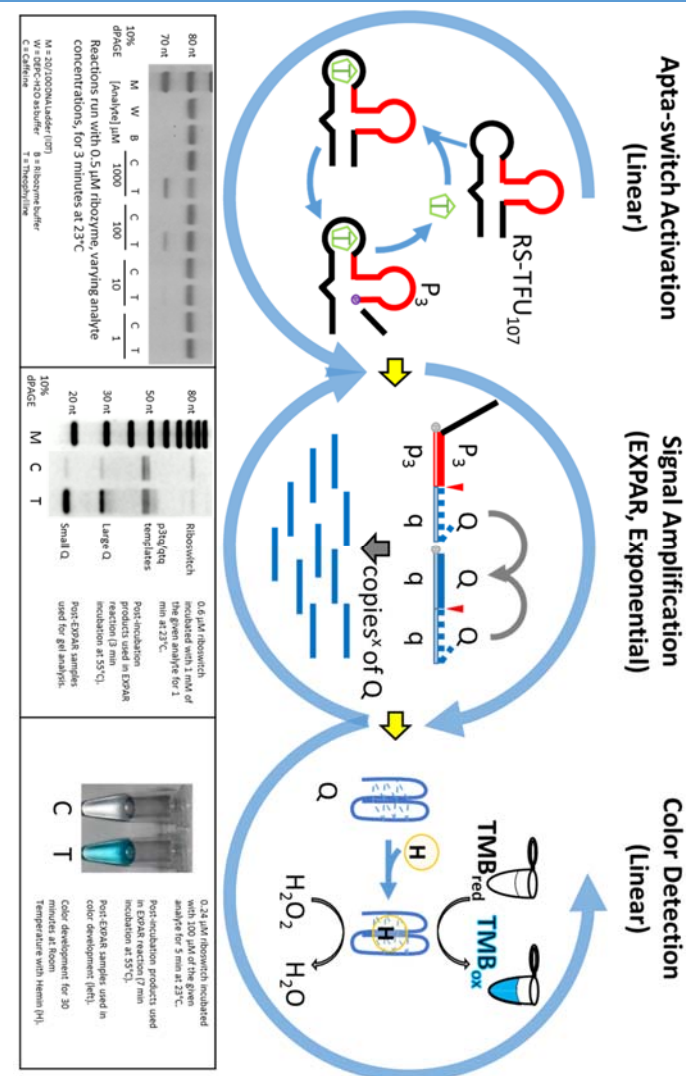 Apta-switch Activation
(Linear)
RS-TFU107
T
T
T
P3
Signal Amplification
(EXPAR, Exponential)
P3
Q
Q
Q
p3
q
q
q
copiesx of Q
Color Detection
(Linear)
TMBred
TMBox
Q
H
H
H2O2
H2O
10%
dPAGE
80 nt
70 nt
M W B C T C T C T C T
[Analyte] µM 1000 100 10 1
Reactions run with 0.5 µM ribozyme, varying analyte
concentrations, for 3 minutes at 23°C
M = 20/100 DNA Ladder (IDT)
B = Ribozyme buffer
W = DEPC-H2O as buffer
T = Theophylline
C = Caffeine
10%
dPAGE
80 nt
50 nt
30 nt
20 nt
M C T
Riboswitch
p3tq/qtq
templates
Large Q
Small Q
0.6 µM riboswitch
incubated with 1 mM of
the given analyte for 1
min at 23°C.
Post-incubation
products used in EXPAR
reaction (3 min
incubation at 55°C).
Post-EXPAR samples
used for gel analysis.
C T
0.24 µM riboswitch incubated
with 100 µM of the given
analyte for 5 min at 23°C.
Post-incubation products used
in EXPAR reaction (7 min
incubation at 55°C).
Post-EXPAR samples used in
color development (left).
Color development for 30
minutes at Room
Temperature with Hemin (H).